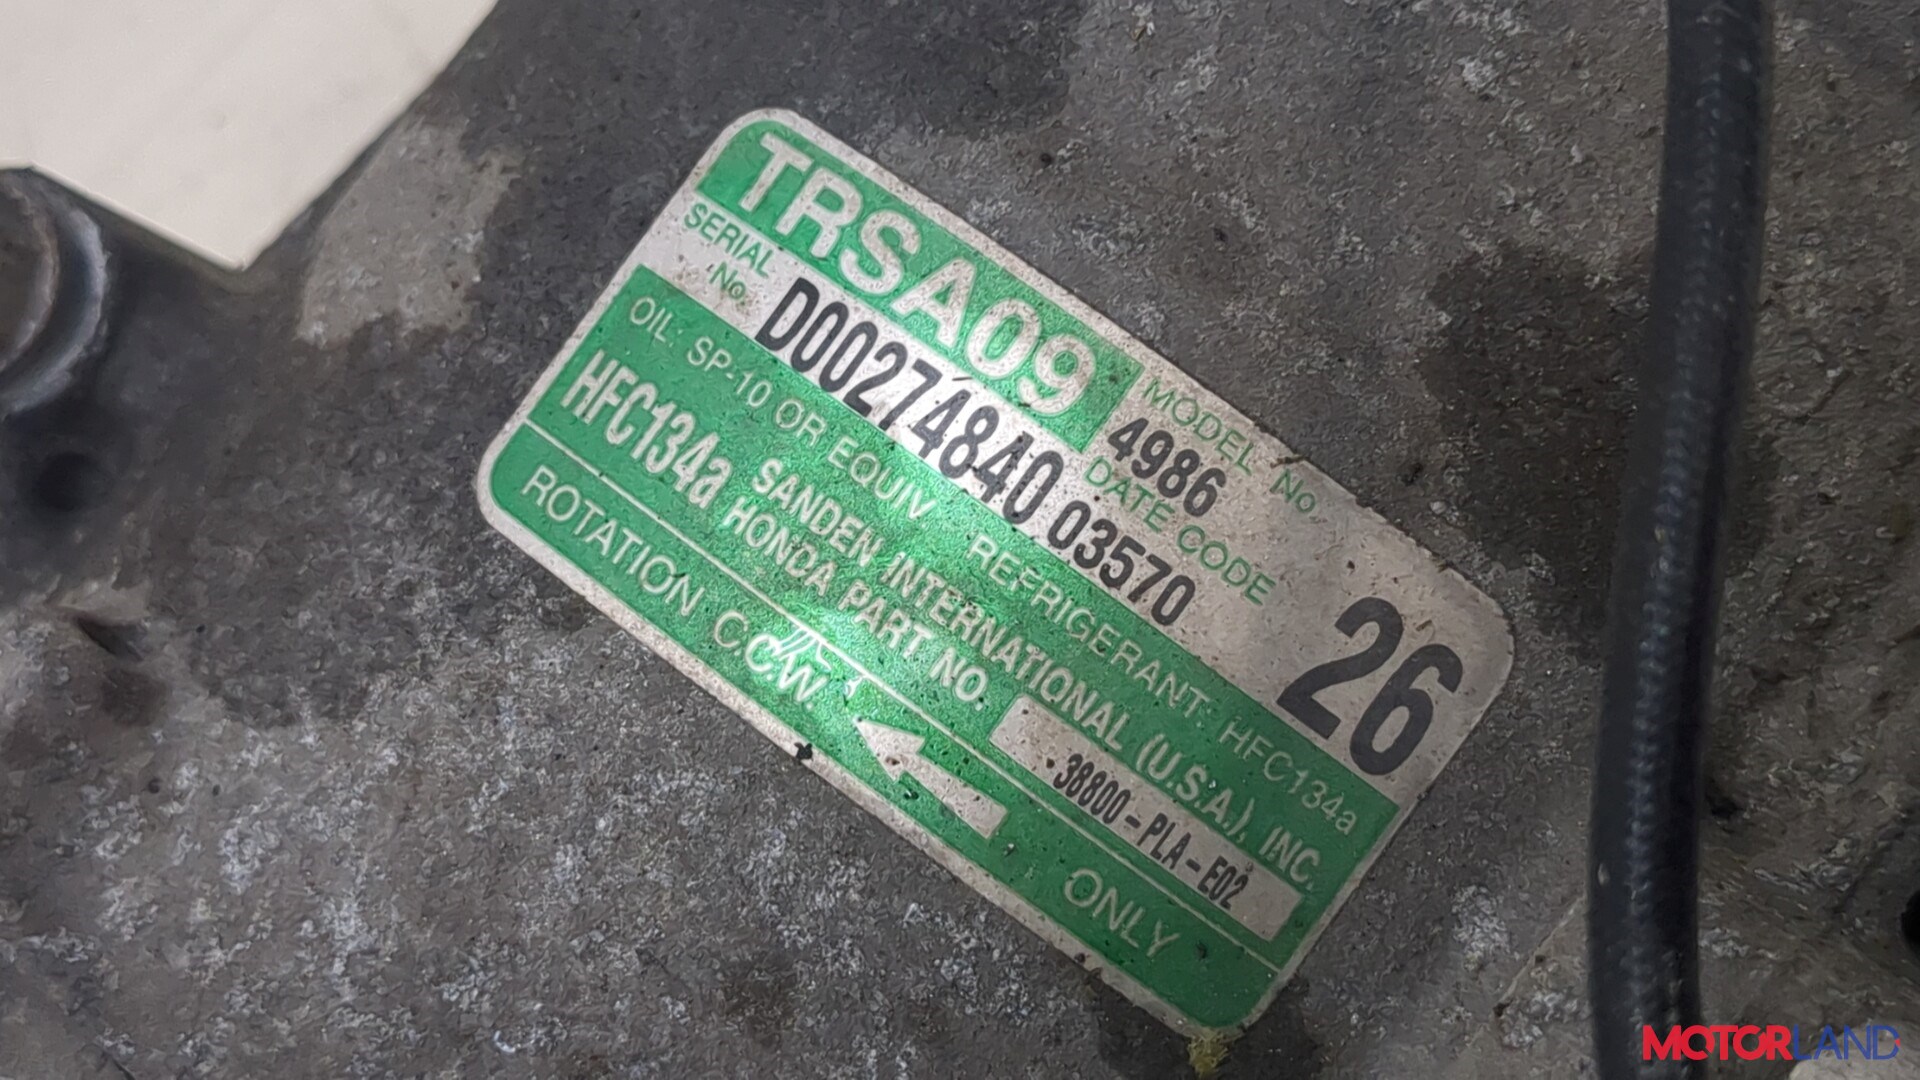 TRSA09
MODEL No.
4986
SERIAL No.
D00274840
DATE CODE
03570
26
OIL: SP-10 OR EQUIV
REFRIGERANT: HFC134a
HFC134a
SANDEN INTERNATIONAL (U.S.A.), INC.
HONDA PART NO.
38800-PLA-E02
ROTATION C.C.W.
ONLY
MOTORLAND